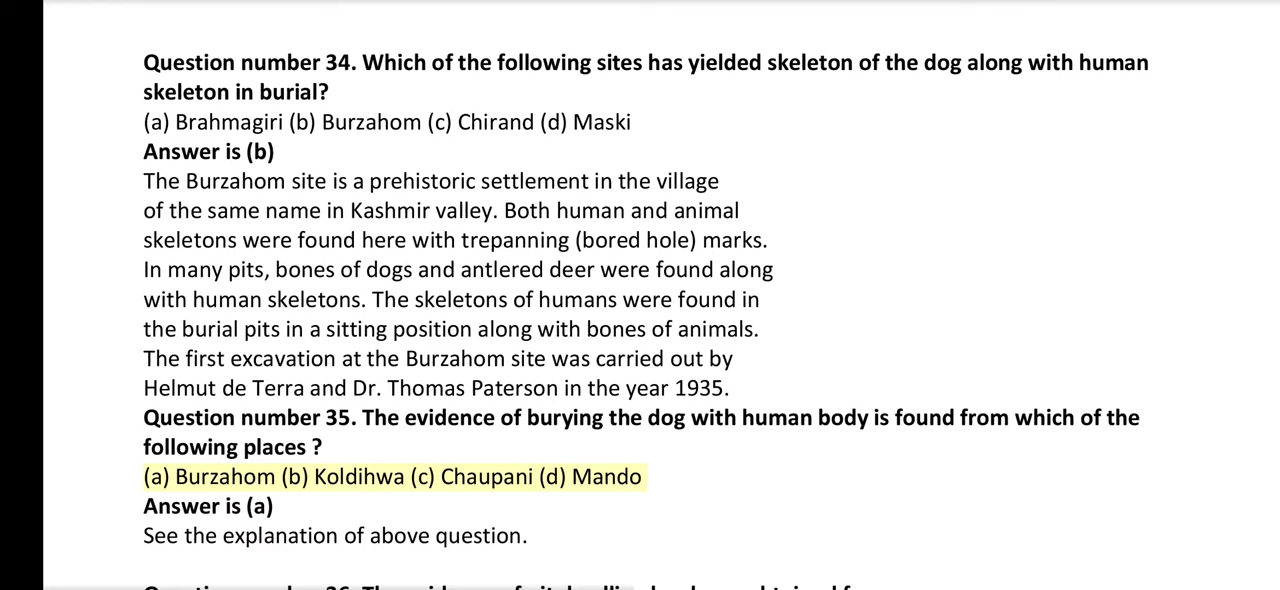 Question number 34. Which of the following sites has yielded skeleton of the dog along with human
skeleton in burial?
(a) Brahmagiri (b) Burzahom (c) Chirand (d) Maski
Answer is (b)
The Burzahom site is a prehistoric settlement in the village
of the same name in Kashmir valley. Both human and animal
skeletons were found here with trepanning (bored hole) marks.
In many pits, bones of dogs and antlered deer were found along
with human skeletons. The skeletons of humans were found in
the burial pits in a sitting position along with bones of animals.
The first excavation at the Burzahom site was carried out by
Helmut de Terra and Dr. Thomas Paterson in the year 1935.
Question number 35. The evidence of burying the dog with human body is found from which of the
following places ?
(a) Burzahom (b) Koldihwa (c) Chaupani (d) Mando
Answer is (a)
See the explanation of above question.